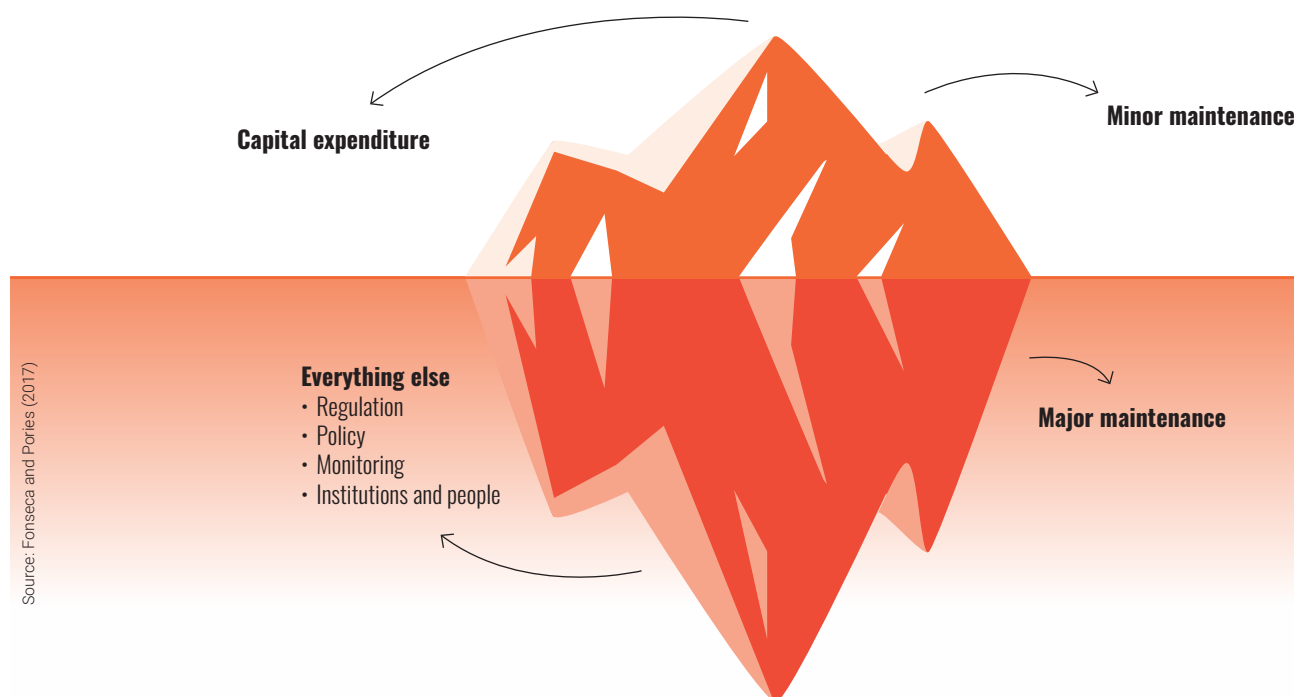 Capital expenditure
Minor maintenance
Everything else
• Regulation
• Policy
• Monitoring
• Institutions and people
Major maintenance
Source: Fonseca and Pories (2017)